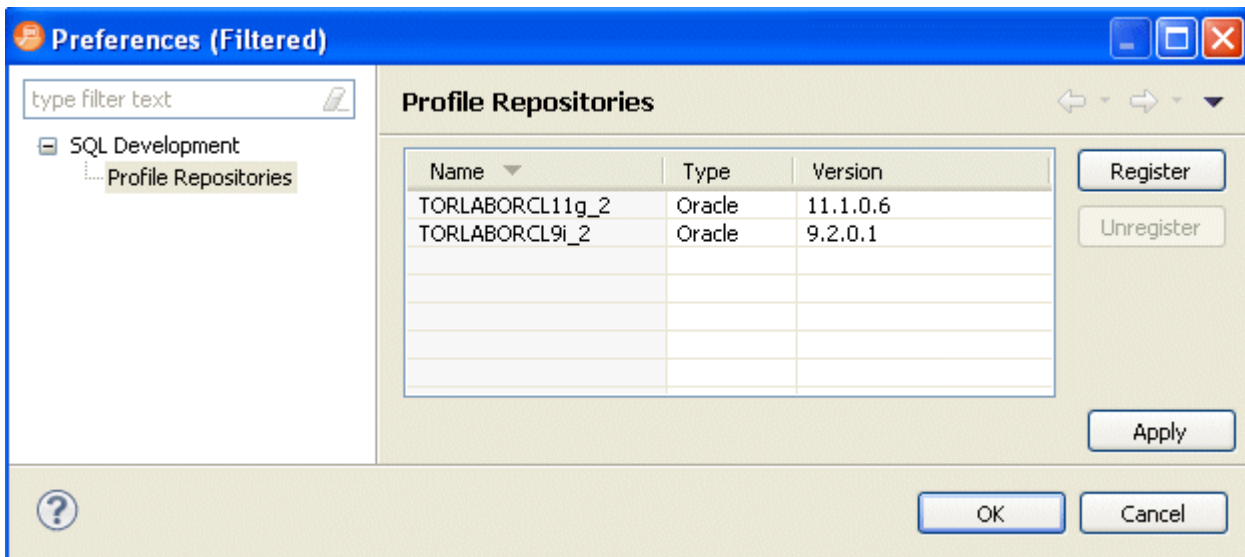 Preferences (Filtered)
type filter text
SQL Development
Profile Repositories
Profile Repositories
Name Type Version
TORLABORCL11g_2 Oracle 11.1.0.6
TORLABORCL9i_2 Oracle 9.2.0.1
Register
Unregister
Apply
OK Cancel